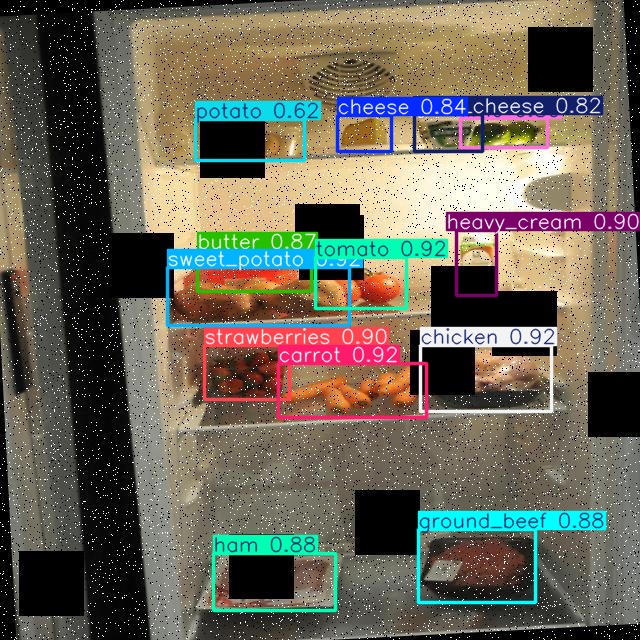 potato 0.62
cheese 0.84
cheese 0.82
heavy_cream 0.90
butter 0.87
tomato 0.92
sweet_potato 0.92
strawberries 0.90
chicken 0.92
carrot 0.92
ground_beef 0.88
ham 0.88